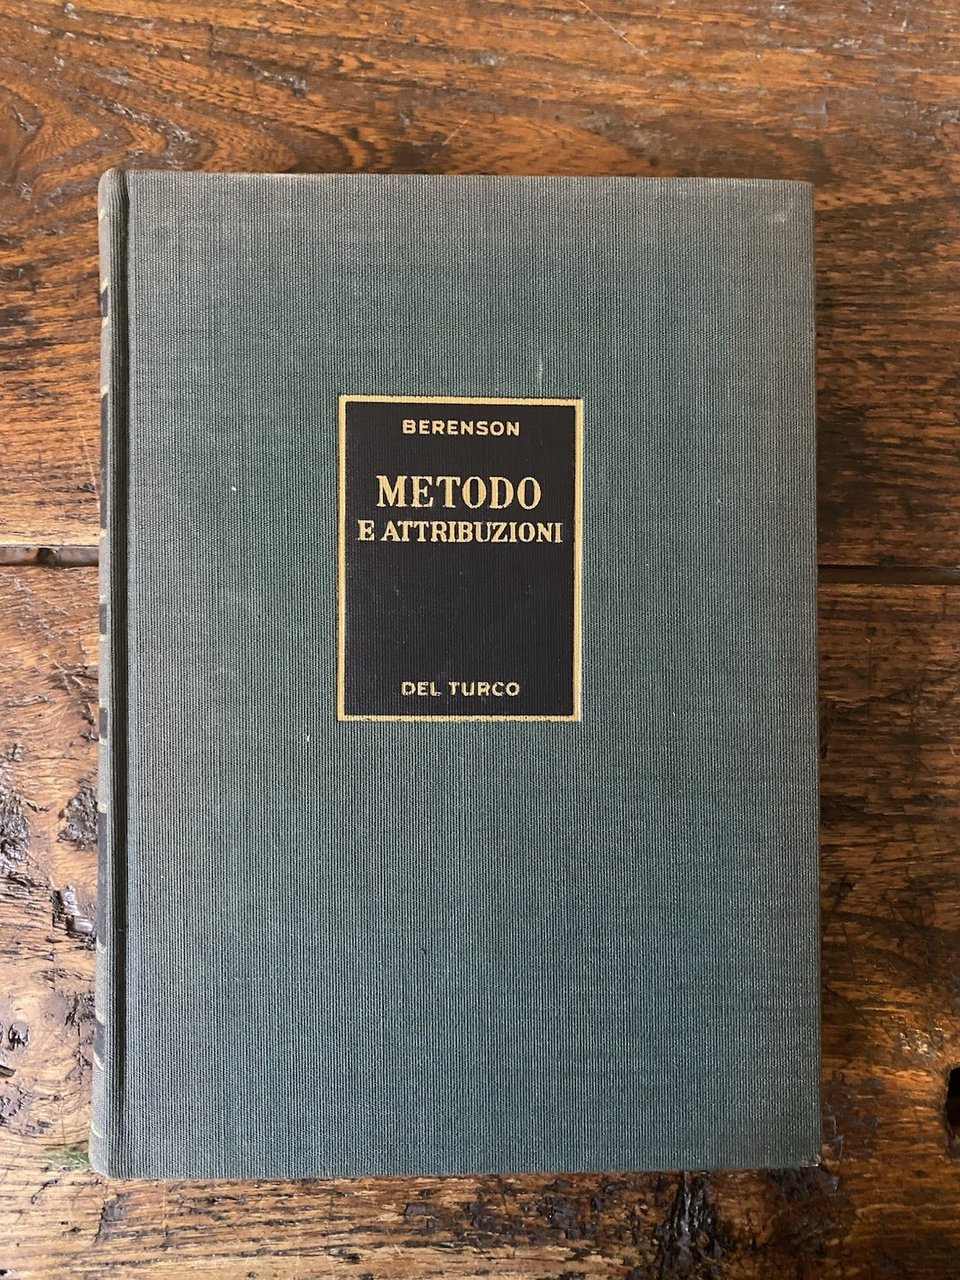 BERENSON
METODO
E ATTRIBUZIONI
DEL TURCO